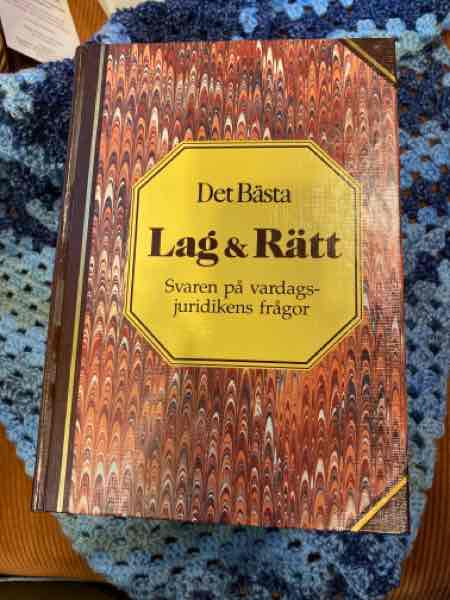 Det Bästa
Lag & Rätt
Svaren på vardags-
juridikens frågor